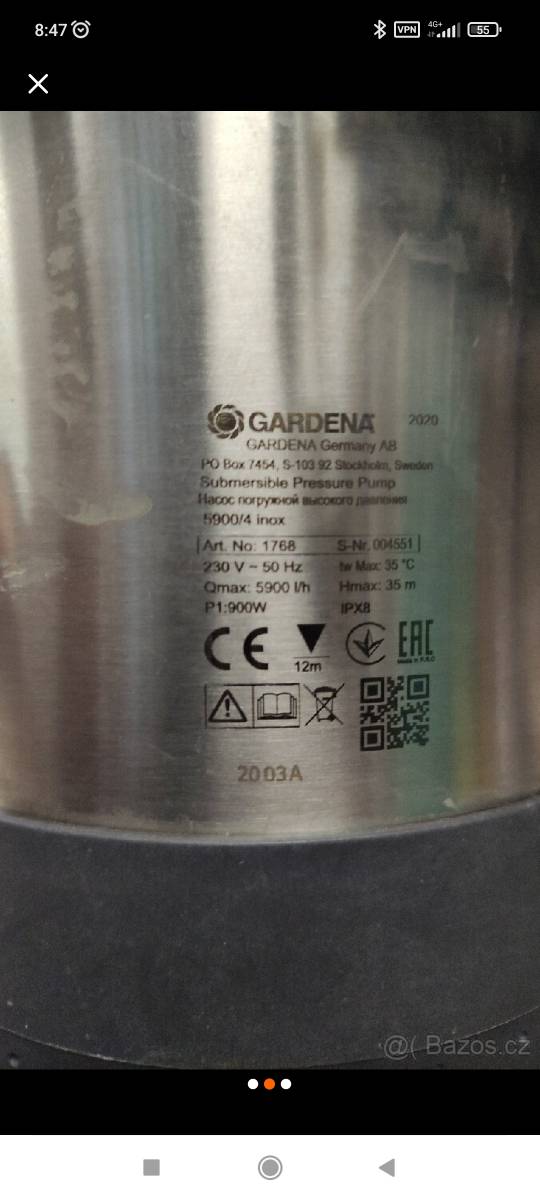 8:47
VPN
4G+
55
GARDENA 2020
GARDENA Germany AB
PO Box 7454, S-103 92 Stockholm, Sweden
Submersible Pressure Pump
Насос погружной высокого давления
5900/4 inox
Art. No: 1768 S-Nr. 004551
230 V ~ 50 Hz tw Max: 35 °C
Qmax: 5900 l/h Hmax: 35 m
P1:900W IPX8
CE
12m
EAC
2003A
@( Bazos.cz